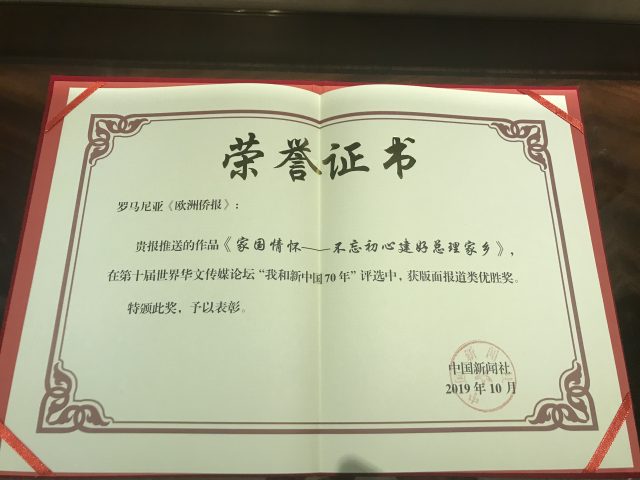 荣誉证书
罗马尼亚《欧洲侨报》：
贵报推送的作品《家国情怀——不忘初心建好总理家乡》，
在第十届世界华文传媒论坛“我和新中国70年”评选中，获版面报道类优胜奖。
特颁此奖，予以表彰。
中国新闻社
2019年10月